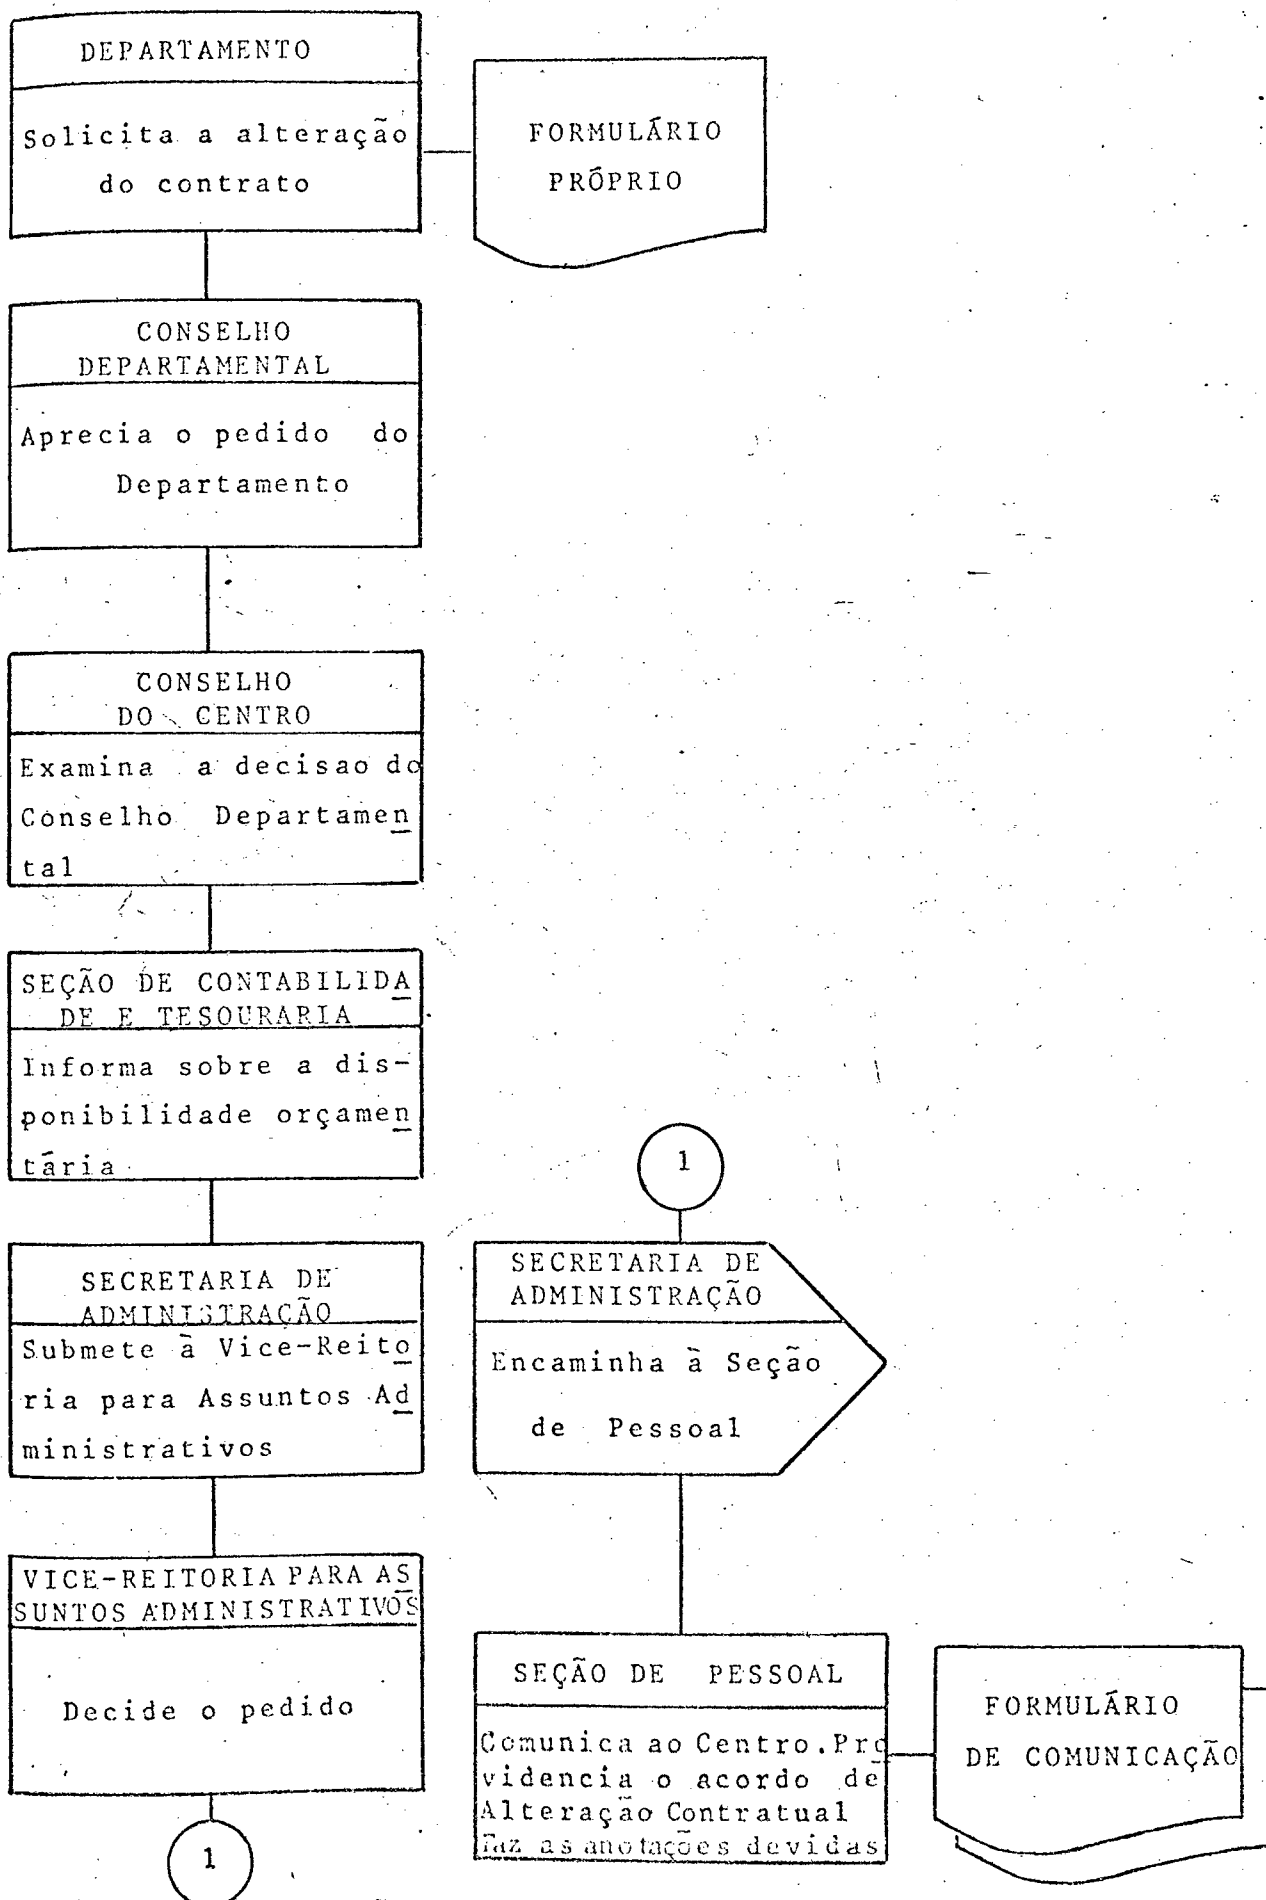 DEPARTAMENTO
Solicita a alteração
do contrato
FORMULÁRIO
PRÓPRIO
CONSELHO
DEPARTAMENTAL
Aprecia o pedido do
Departamento
CONSELHO
DO CENTRO
Examina a decisao do
Conselho Departamen
tal
SEÇÃO DE CONTABILIDA
DE E TESOURARIA
Informa sobre a dis-
ponibilidade orçamen
tária
SECRETARIA DE
ADMINISTRAÇÃO
Submete à Vice-Reito
ria para Assuntos Ad
ministrativos
VICE-REITORIA PARA AS
SUNTOS ADMINISTRATIVOS
Decide o pedido
1
1
SECRETARIA DE
ADMINISTRAÇÃO
Encaminha à Seção
de Pessoal
SEÇÃO DE PESSOAL
Comunica ao Centro. Pro
videncia o acordo de
Alteração Contratual
Faz as anotações devidas
FORMULÁRIO
DE COMUNICAÇÃO